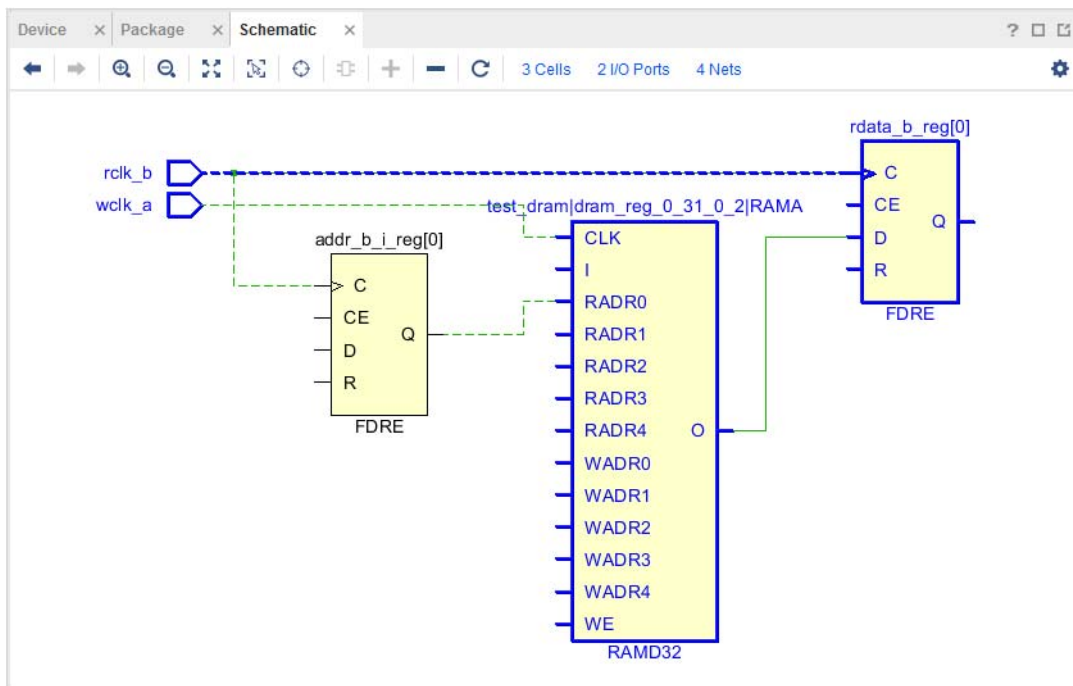 Device
Package
Schematic
?
3 Cells
2 I/O Ports
4 Nets
rdata_b_reg[0]
rclk_b
C
wclk_a
test_dram|dram_reg_0_31_0_2|RAMA
CE
Q
D
R
FDRE
addr_b_i_reg[0]
C
CE
Q
D
R
FDRE
CLK
I
RADR0
RADR1
RADR2
RADR3
RADR4
O
WADR0
WADR1
WADR2
WADR3
WADR4
WE
RAMD32